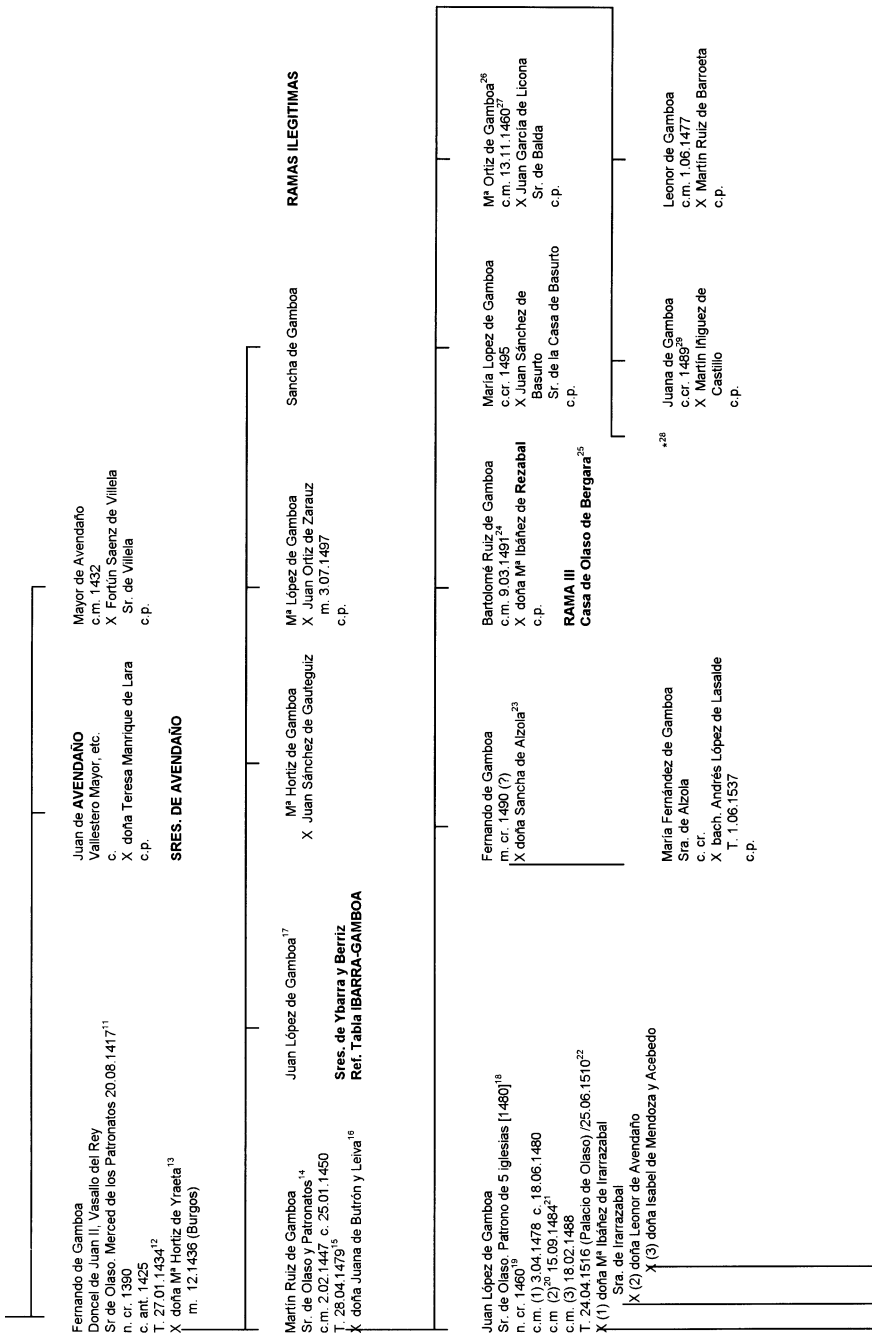 Fernando de Gamboa
Doncel de Juan II, Vasallo del Rey
Sr de Olaso. Merced de los Patronatos 20.08.1417¹¹
n. cr. 1390
c. ant. 1425
T. 27.01.1434¹²
X doña Mª Hortiz de Yraeta¹³
m. 12.1436 (Burgos)
Juan de AVENDAÑO
Vallestero Mayor, etc.
c.
X doña Teresa Manrique de Lara
c.p.
SRES. DE AVENDAÑO
Mayor de Avendaño
c.m. 1432
X Fortún Saenz de Villela
Sr. de Villela
c.p.
Martín Ruiz de Gamboa
Sr. de Olaso y Patronatos¹⁴
c.m. 2.02.1447 c. 25.01.1450
T. 28.04.1479¹⁵
X doña Juana de Butrón y Leiva¹⁶
Juan López de Gamboa¹⁷
Sres. de Ybarra y Berriz
Ref. Tabla IBARRA-GAMBOA
Mª Hortiz de Gamboa
X Juan Sánchez de Gauteguiz
Mª López de Gamboa
X Juan Ortiz de Zarauz
m. 3.07.1497
c.p.
Sancha de Gamboa
RAMAS ILEGITIMAS
Juan López de Gamboa
Sr. de Olaso. Patrono de 5 iglesias [1480]¹⁸
n. cr. 1460¹⁹
c.m. (1) 3.04.1478 c. 18.06.1480
c.m (2)²⁰ 15.09.1484²¹
c.m. (3) 18.02.1488
T. 24.04.1516 (Palacio de Olaso) /25.06.1510²²
X (1) doña Mª Ibáñez de Irarrazabal
Sra. de Irarrazabal
X (2) doña Leonor de Avendaño
X (3) doña Isabel de Mendoza y Acebedo
Fernando de Gamboa
m. cr. 1490 (?)
X doña Sancha de Alzola²³
Bartolomé Ruiz de Gamboa
c.m. 9.03.1491²⁴
X doña Mª Ibáñez de Rezabal
c.p.
RAMA III
Casa de Olaso de Bergara²⁵
María Lopez de Gamboa
c.cr. 1495
X Juan Sánchez de
Basurto
Sr. de la Casa de Basurto
c.p.
Mª Ortiz de Gamboa²⁶
c.m. 13.11.1460²⁷
X Juan García de Licona
Sr. de Balda
c.p.
María Fernández de Gamboa
Sra. de Alzola
c. cr.
X bach. Andrés López de Lasalde
T. 1.06.1537
c.p.
*²⁸
Juana de Gamboa
c.cr. 1489²⁹
X Martín Iñiguez de
Castillo
c.p.
Leonor de Gamboa
c.m. 1.06.1477
X Martín Ruiz de Barroeta
c.p.